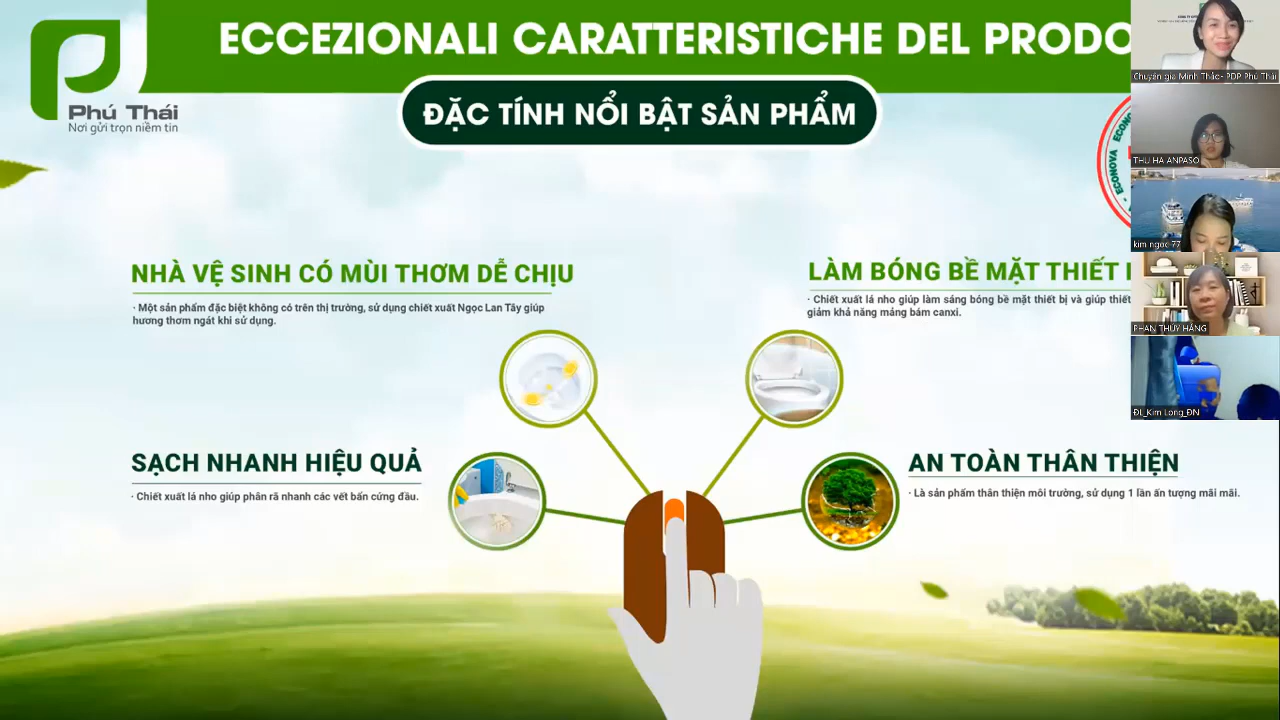 ECCEZIONALI CARATTERISTICHE DEL PRODO
Phú Thái
Nơi gửi trọn niềm tin
ĐẶC TÍNH NỔI BẬT SẢN PHẨM
ECONOVA
NHÀ VỆ SINH CÓ MÙI THƠM DỄ CHỊU
· Một sản phẩm đặc biệt không có trên thị trường, sử dụng chiết xuất Ngọc Lan Tây giúp
hương thơm ngát khi sử dụng.
LÀM BÓNG BỀ MẶT THIẾT
· Chiết xuất lá nho giúp làm sáng bóng bề mặt thiết bị và giúp thiết
giảm khả năng mảng bám canxi.
SẠCH NHANH HIỆU QUẢ
· Chiết xuất lá nho giúp phân rã nhanh các vết bẩn cứng đầu.
AN TOÀN THÂN THIỆN
· Là sản phẩm thân thiện môi trường, sử dụng 1 lần ấn tượng mãi mãi.
Chuyên gia Minh Thảo- PDP Phú Thái
THU HA ANPASO
kim ngoc 77
PHAN THÚY HẰNG
ĐL_Kim Long_ĐN